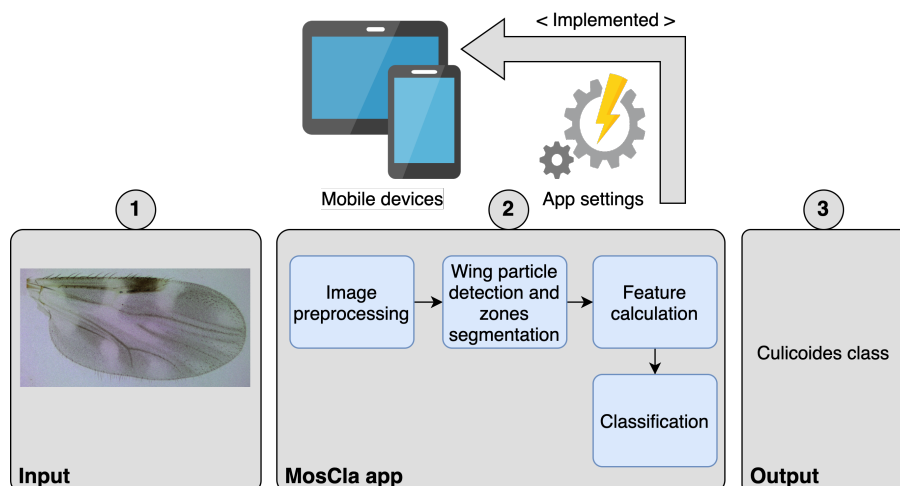 < Implemented >
Mobile devices
App settings
1
2
3
Image
preprocessing
Wing particle
detection and
zones
segmentation
Feature
calculation
Classification
Culicoides class
Input
MosCla app
Output